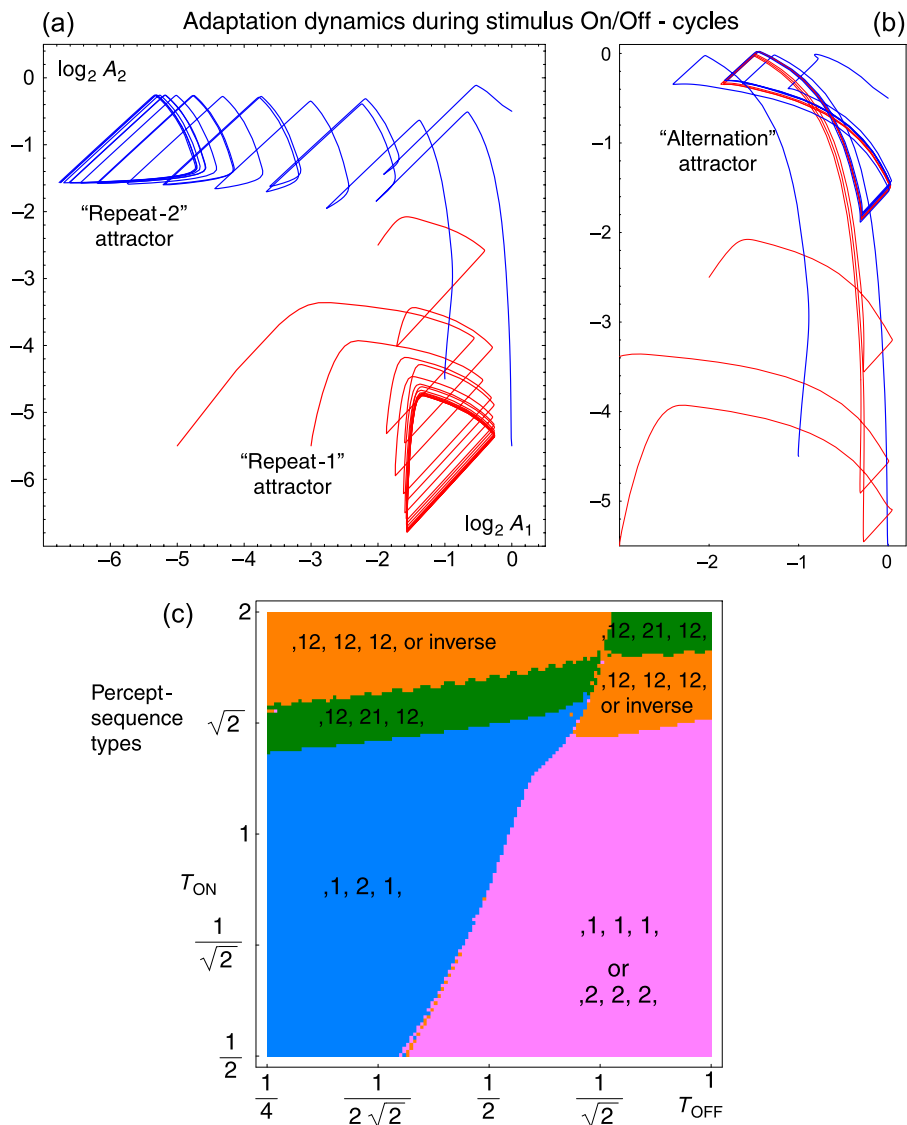 Adaptation dynamics during stimulus On/Off - cycles
(a)
(b)
log2 A2
0
−1
−2
−3
−4
−5
−6
"Repeat-2"
attractor
"Repeat-1"
attractor
log2 A1
−6
−5
−4
−3
−2
−1
0
0
−1
−2
−3
−4
−5
"Alternation"
attractor
−2
−1
0
(c)
Percept-
sequence
types
2
√2
1
TON
1/√2
1/2
,12, 12, 12, or inverse
,12, 21, 12,
,12, 21, 12,
,12, 12, 12,
or inverse
,1, 2, 1,
,1, 1, 1,
or
,2, 2, 2,
1/4
1/2√2
1/2
1/√2
1
TOFF